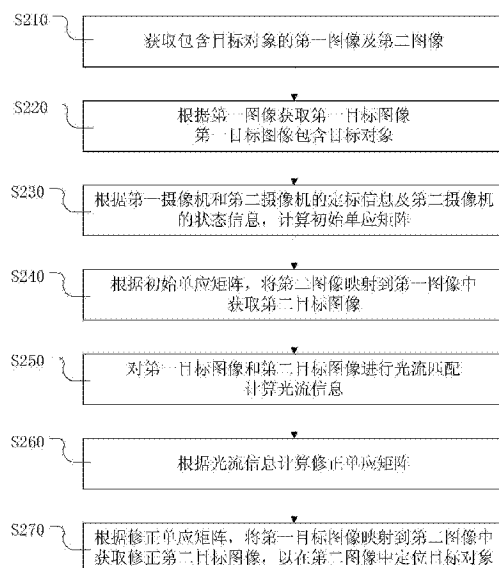 S210
获取包含目标对象的第一图像及第二图像
S220
根据第一图像获取第一目标图像
第一目标图像包含目标对象
S230
根据第一摄像机和第二摄像机的定标信息及第二摄像机
的状态信息，计算初始单应矩阵
S240
根据初始单应矩阵，将第二图像映射到第一图像中
获取第二目标图像
S250
对第一目标图像和第二目标图像进行光流匹配
计算光流信息
S260
根据光流信息计算修正单应矩阵
S270
根据修正单应矩阵，将第一目标图像映射到第二图像中
获取修正第二目标图像，以在第二图像中定位目标对象